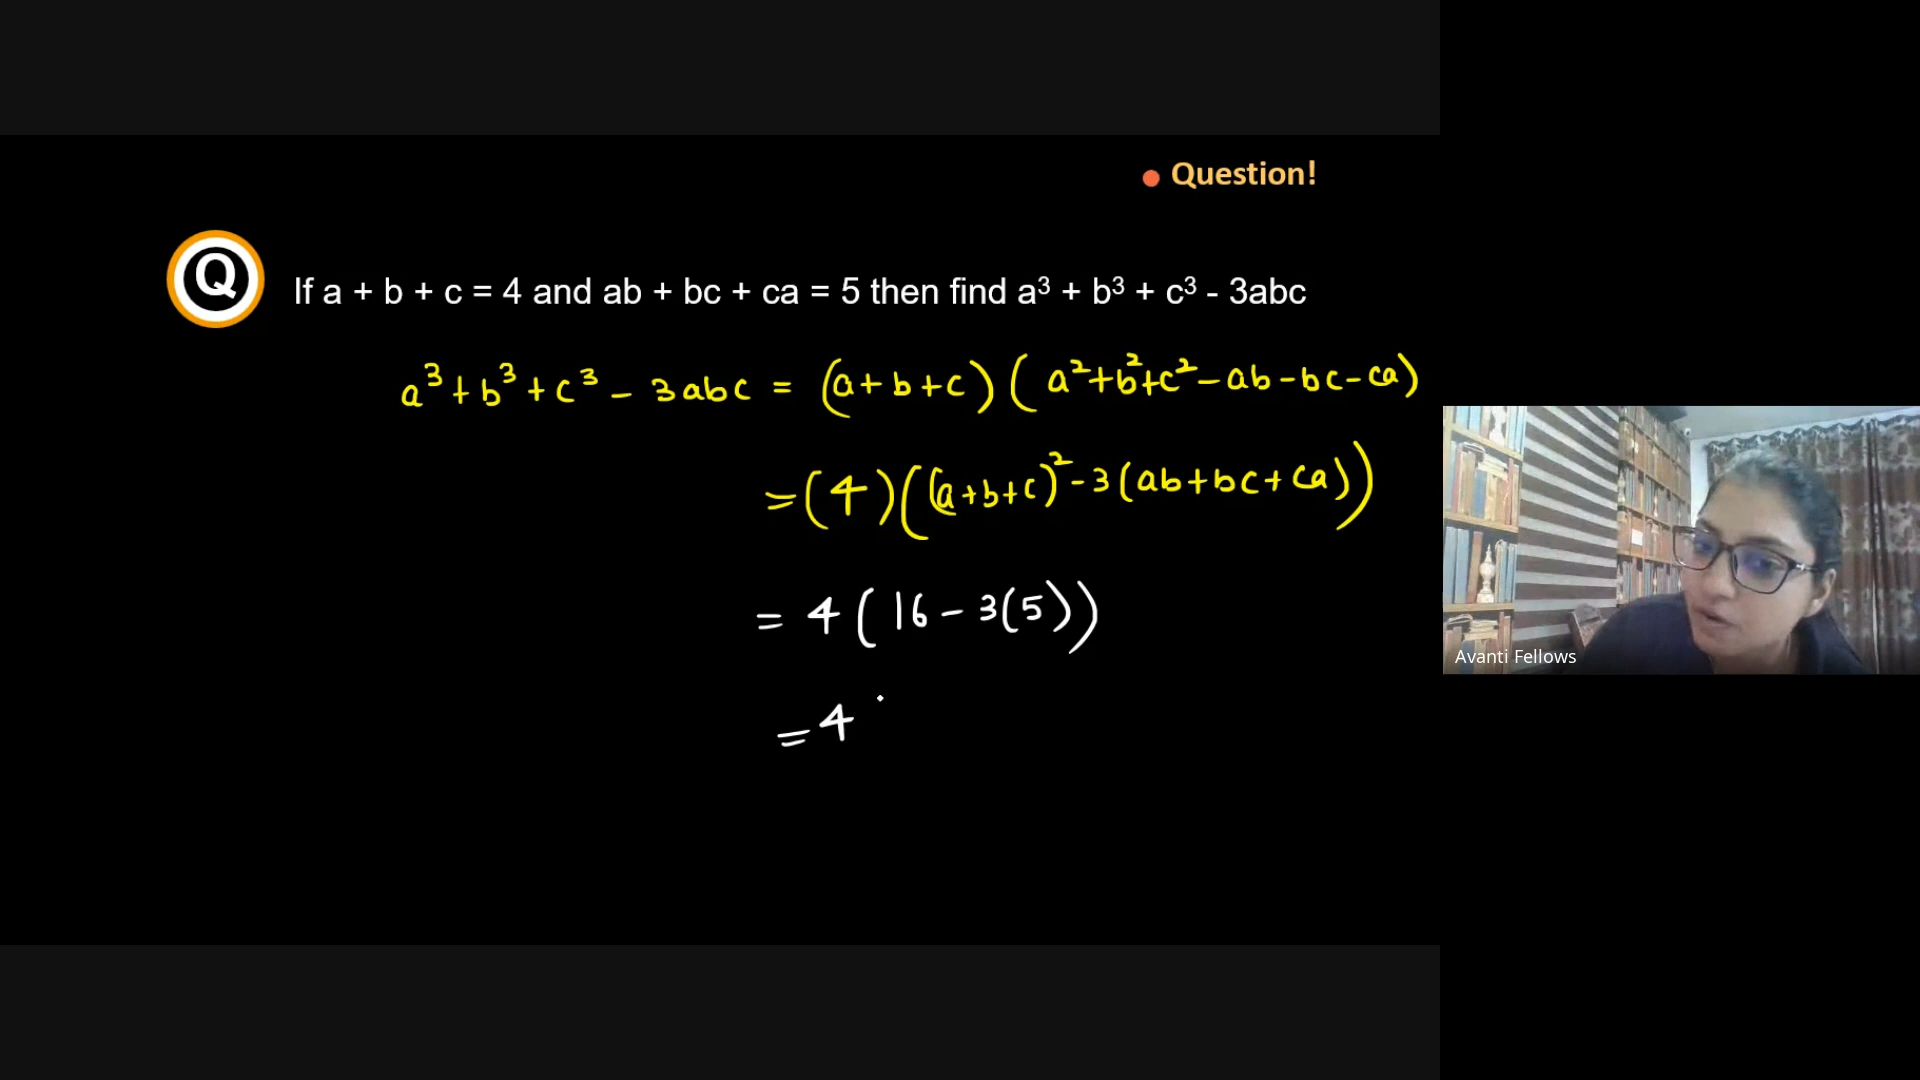 Question!
Q
If a + b + c = 4 and ab + bc + ca = 5 then find a³ + b³ + c³ - 3abc
a³ + b³ + c³ - 3abc = (a+b+c) (a²+b²+c²-ab-bc-ca)
= (4) ((a+b+c)² - 3(ab+bc+ca))
= 4 (16 - 3(5))
= 4
Avanti Fellows